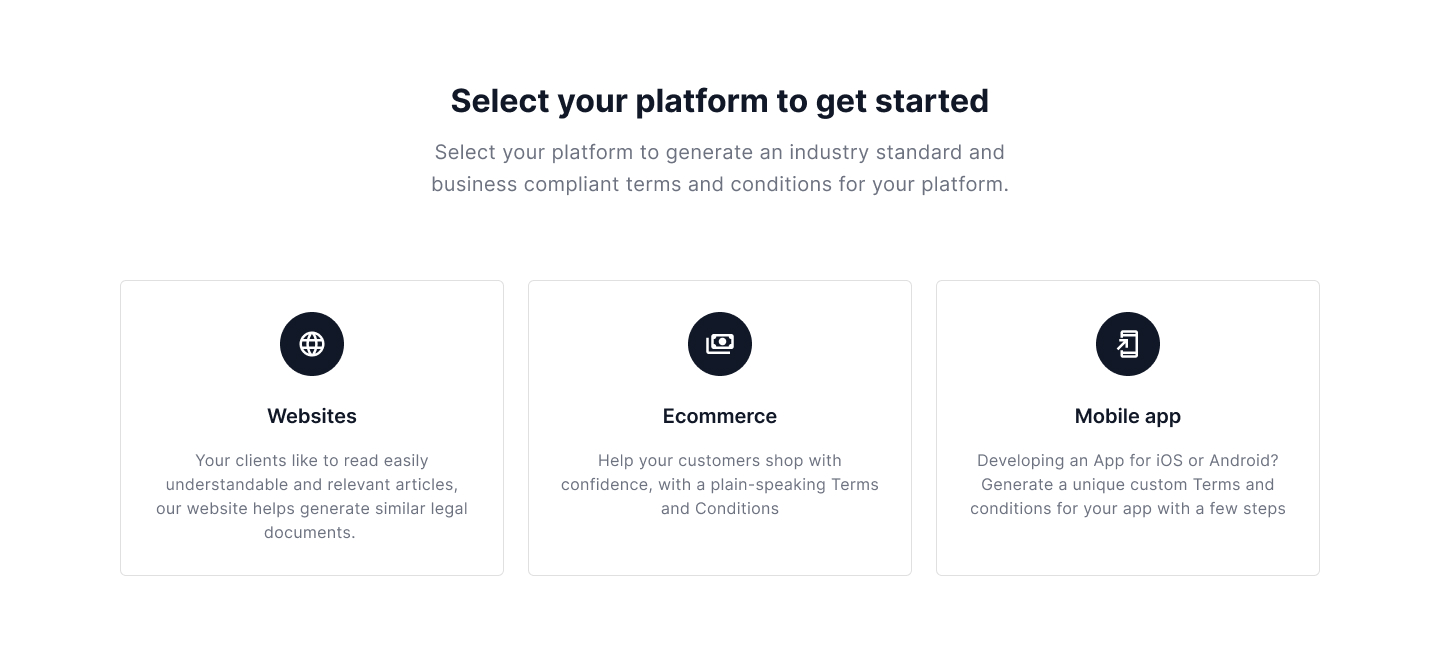 Select your platform to get started
Select your platform to generate an industry standard and
business compliant terms and conditions for your platform.
Websites
Your clients like to read easily
understandable and relevant articles,
our website helps generate similar legal
documents.
Ecommerce
Help your customers shop with
confidence, with a plain-speaking Terms
and Conditions
Mobile app
Developing an App for iOS or Android?
Generate a unique custom Terms and
conditions for your app with a few steps